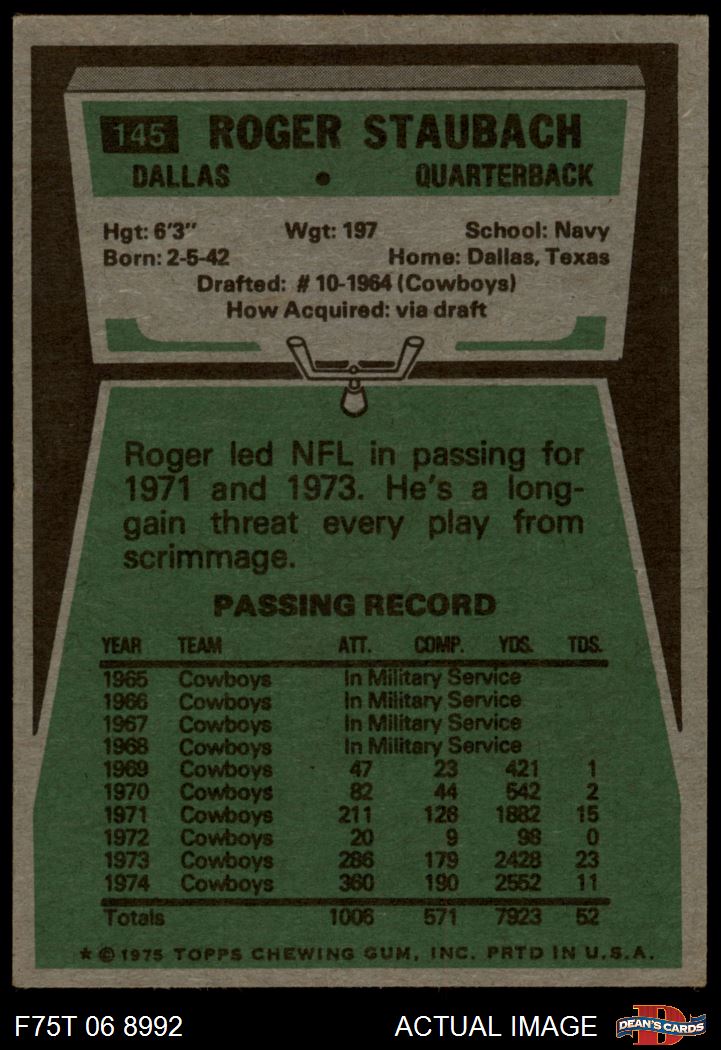 145 ROGER STAUBACH
DALLAS • QUARTERBACK
Hgt: 6'3" Wgt: 197 School: Navy
Born: 2-5-42 Home: Dallas, Texas
Drafted: # 10-1964 (Cowboys)
How Acquired: via draft
Roger led NFL in passing for
1971 and 1973. He's a long-
gain threat every play from
scrimmage.
PASSING RECORD
YEAR TEAM ATT. COMP. YDS. TDS.
1965 Cowboys In Military Service
1966 Cowboys In Military Service
1967 Cowboys In Military Service
1968 Cowboys In Military Service
1969 Cowboys 47 23 421 1
1970 Cowboys 82 44 542 2
1971 Cowboys 211 126 1882 15
1972 Cowboys 20 9 98 0
1973 Cowboys 286 179 2428 23
1974 Cowboys 360 190 2552 11
Totals 1006 571 7923 52
* © 1975 TOPPS CHEWING GUM, INC. PRTD IN U.S.A.
F75T 06 8992 ACTUAL IMAGE D DEAN'S CARDS